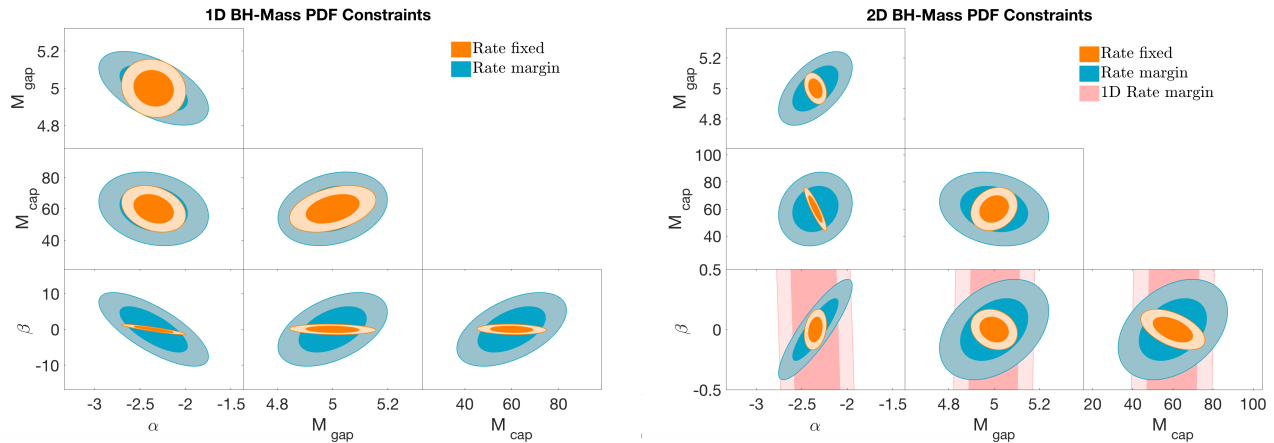 1D BH-Mass PDF Constraints
Rate fixed
Rate margin
5.2
5
4.8
M_gap
80
60
40
M_cap
10
0
-10
β
-3 -2.5 -2 -1.5
4.8 5 5.2
40 60 80
α
M_gap
M_cap
2D BH-Mass PDF Constraints
Rate fixed
Rate margin
1D Rate margin
5.2
5
4.8
M_gap
100
80
60
40
M_cap
0.5
0
-0.5
β
-3 -2.5 -2 -1.5
4.8 5 5.2
20 40 60 80 100
α
M_gap
M_cap